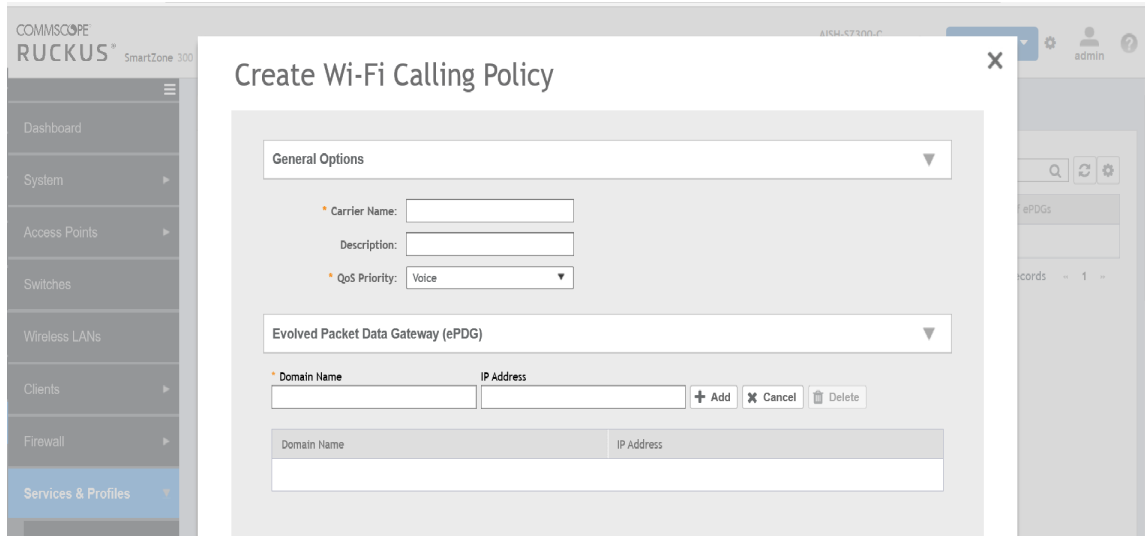 COMMSCOPE
RUCKUS® SmartZone 300
AISH-SZ300-C
admin
Create Wi-Fi Calling Policy
Dashboard
System
Access Points
Switches
Wireless LANs
Clients
Firewall
Services & Profiles
General Options
* Carrier Name:
Description:
* QoS Priority: Voice
Evolved Packet Data Gateway (ePDG)
* Domain Name IP Address
Add Cancel Delete
Domain Name IP Address
ePDGs
1